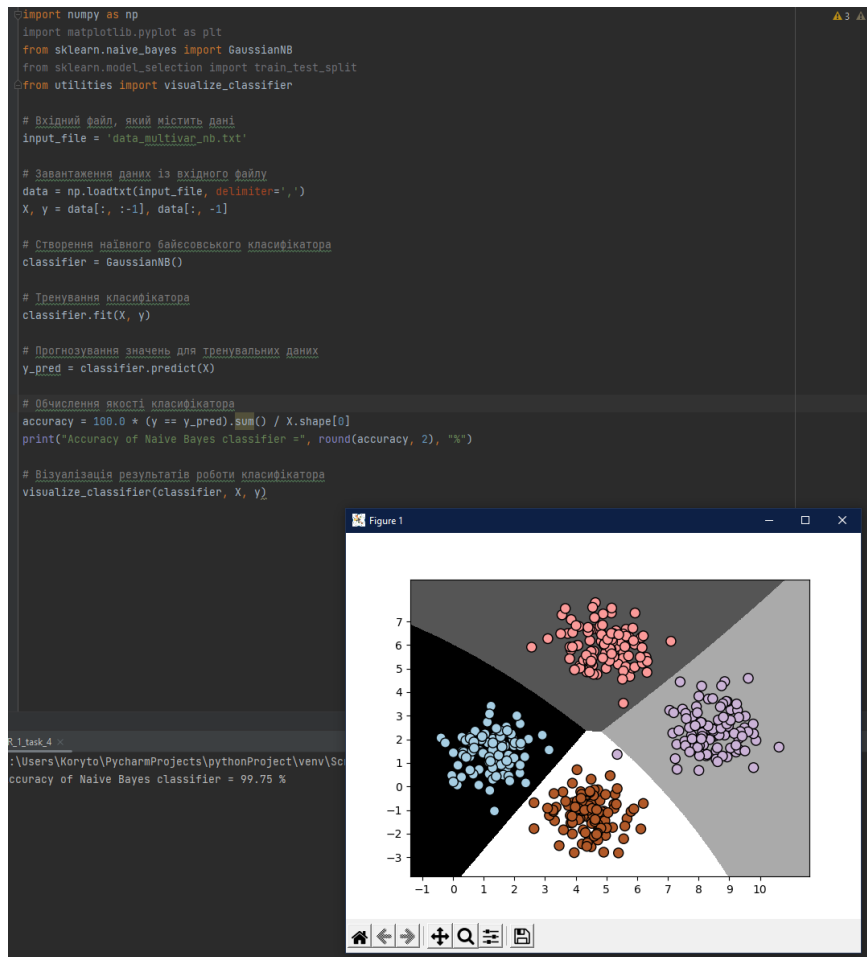 import numpy as np
3
import matplotlib.pyplot as plt
from sklearn.naive_bayes import GaussianNB
from sklearn.model_selection import train_test_split
from utilities import visualize_classifier
# Вхідний файл, який містить дані
input_file = 'data_multivar_nb.txt'
# Завантаження даних із вхідного файлу
data = np.loadtxt(input_file, delimiter=',')
X, y = data[:, :-1], data[:, -1]
# Створення наївного байєсовського класифікатора
classifier = GaussianNB()
# Тренування класифікатора
classifier.fit(X, y)
# Прогнозування значень для тренувальних даних
y_pred = classifier.predict(X)
# Обчислення якості класифікатора
accuracy = 100.0 * (y == y_pred).sum() / X.shape[0]
print("Accuracy of Naive Bayes classifier =", round(accuracy, 2), "%")
# Візуалізація результатів роботи класифікатора
visualize_classifier(classifier, X, y)
Figure 1
7
6
5
4
3
2
1
0
−1
−2
−3
−1 0 1 2 3 4 5 6 7 8 9 10
R_1_task_4
:\Users\Koryto\PycharmProjects\pythonProject\venv\Scr
ccuracy of Naive Bayes classifier = 99.75 %